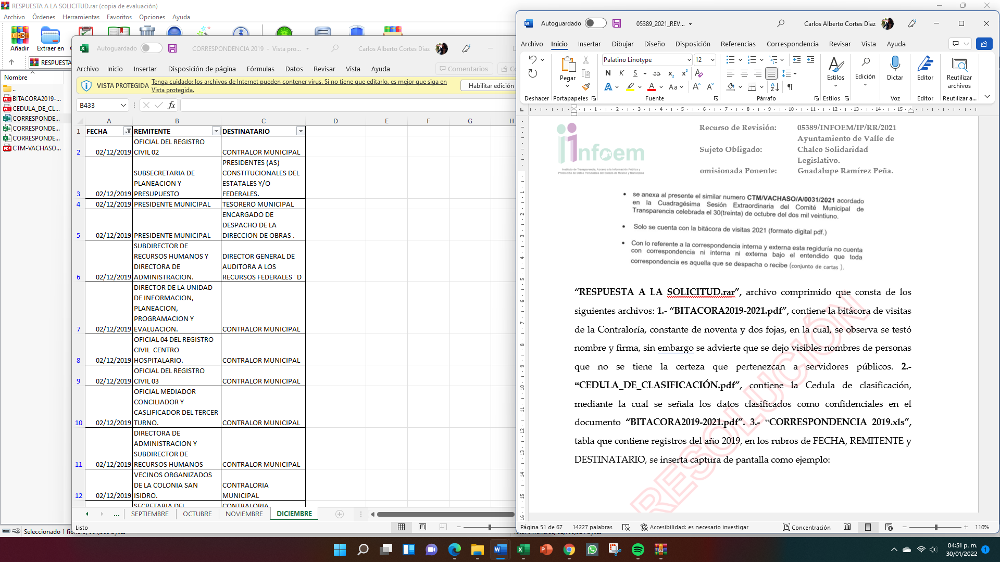 RESPUESTA A LA SOLICITUD.rar (copia de evaluación)
Archivo Órdenes Herramientas Favoritos Opciones Ayuda
Añadir Extraer en
RESPUESTA
Nombre
..
BITACORA2019-...
CEDULA_DE_CL...
CORRESPONDE...
CORRESPONDE...
CORRESPONDE...
CTM-VACHASO...
Seleccionado 1 fichero,
Autoguardado
CORRESPONDENCIA 2019 - Vista pro...
Carlos Alberto Cortes Diaz
Archivo Inicio Insertar Disposición de página Fórmulas Datos Revisar Vista Ayuda
Comentarios
VISTA PROTEGIDA Tenga cuidado: los archivos de Internet pueden contener virus. Si no tiene que editarlo, es mejor que siga en
Vista protegida.
Habilitar edición
B433
fx
A B C D E F G H
1 FECHA REMITENTE DESTINATARIO
2 02/12/2019 OFICIAL DEL REGISTRO CIVIL 02 CONTRALOR MUNICIPAL
3 02/12/2019 SUBSECRETARIA DE PLANEACION Y PRESUPUESTO PRESIDENTES (AS) CONSTITUCIONALES DEL ESTATALES Y/O FEDERALES.
4 02/12/2019 PRESIDENTE MUNICIPAL TESORERO MUNICIPAL
5 02/12/2019 PRESIDENTE MUNICIPAL ENCARGADO DE DESPACHO DE LA DIRECCION DE OBRAS .
6 02/12/2019 SUBDIRECTOR DE RECURSOS HUMANOS Y DIRECTORA DE ADMINISTRACION. DIRECTOR GENERAL DE AUDITORA A LOS RECURSOS FEDERALES ¨D
7 02/12/2019 DIRECTOR DE LA UNIDAD DE INFORMACION, PLANEACION, PROGRAMACION Y EVALUACION. CONTRALOR MUNICIPAL
8 02/12/2019 OFICIAL 04 DEL REGISTRO CIVIL CENTRO HOSPITALARIO. CONTRALOR MUNICIPAL
9 02/12/2019 OFICIAL DEL REGISTRO CIVIL 03 CONTRALOR MUNICIPAL
10 02/12/2019 OFICIAL MEDIADOR CONCILIADOR Y CASLIFICADOR DEL TERCER TURNO. CONTRALOR MUNICIPAL
11 02/12/2019 DIRECTORA DE ADMINISTRACION Y SUBDIRECTOR DE RECURSOS HUMANOS CONTRALOR MUNICIPAL
12 02/12/2019 VECINOS ORGANIZADOS DE LA COLONIA SAN ISIDRO. CONTRALORIA MUNICIPAL
SECRETARIA DEL CONTRALORIA
... SEPTIEMBRE OCTUBRE NOVIEMBRE DICIEMBRE
Listo
Autoguardado
05389_2021_REV...
Carlos Alberto Cortes Diaz
Archivo Inicio Insertar Dibujar Diseño Disposición Referencias Correspondencia Revisar Vista Ayuda
Pegar
Palatino Linotype 12
N K S ab x₂ x²
A A Aa A A
Estilos Edición Dictar Editor Reutilizar archivos
Deshacer Portapapeles Fuente Párrafo Estilos Voz Editor Reutilizar a...
1 2 3 4 5 6 7 8 9 10 11 12 13 14 15
infoem
Instituto de Transparencia, Acceso a la Información Pública y
Protección de Datos Personales del Estado de México y Municipios
Recurso de Revisión: 05389/INFOEM/IP/RR/2021
Ayuntamiento de Valle de
Sujeto Obligado: Chalco Solidaridad
Legislativo.
omisionada Ponente: Guadalupe Ramírez Peña.
• se anexa al presente el similar numero CTM/VACHASO/A/0031/2021 acordado
en la Cuadragésima Sesión Extraordinaria del Comité Municipal de
Transparencia celebrada el 30(treinta) de octubre del dos mil veintiuno.
• Solo se cuenta con la bitácora de visitas 2021 (formato digital pdf.)
• Con lo referente a la correspondencia interna y externa esta regiduría no cuenta
con correspondencia ni interna ni externa bajo el entendido que toda
correspondencia es aquella que se despacha o recibe (conjunto de cartas ).
“RESPUESTA A LA SOLICITUD.rar”, archivo comprimido que consta de los
siguientes archivos: 1.- “BITACORA2019-2021.pdf”, contiene la bitácora de visitas
de la Contraloría, constante de noventa y dos fojas, en la cual, se observa se testó
nombre y firma, sin embargo se advierte que se dejo visibles nombres de personas
que no se tiene la certeza que pertenezcan a servidores públicos. 2.-
“CEDULA_DE_CLASIFICACIÓN.pdf”, contiene la Cedula de clasificación,
mediante la cual se señala los datos clasificados como confidenciales en el
documento “BITACORA2019-2021.pdf”. 3.- “CORRESPONDENCIA 2019.xls”,
tabla que contiene registros del año 2019, en los rubros de FECHA, REMITENTE y
DESTINATARIO, se inserta captura de pantalla como ejemplo:
RESOLUCIÓN
Página 51 de 67 14227 palabras Accesibilidad: es necesario investigar Concentración 110%
04:51 p. m.
30/01/2022
1